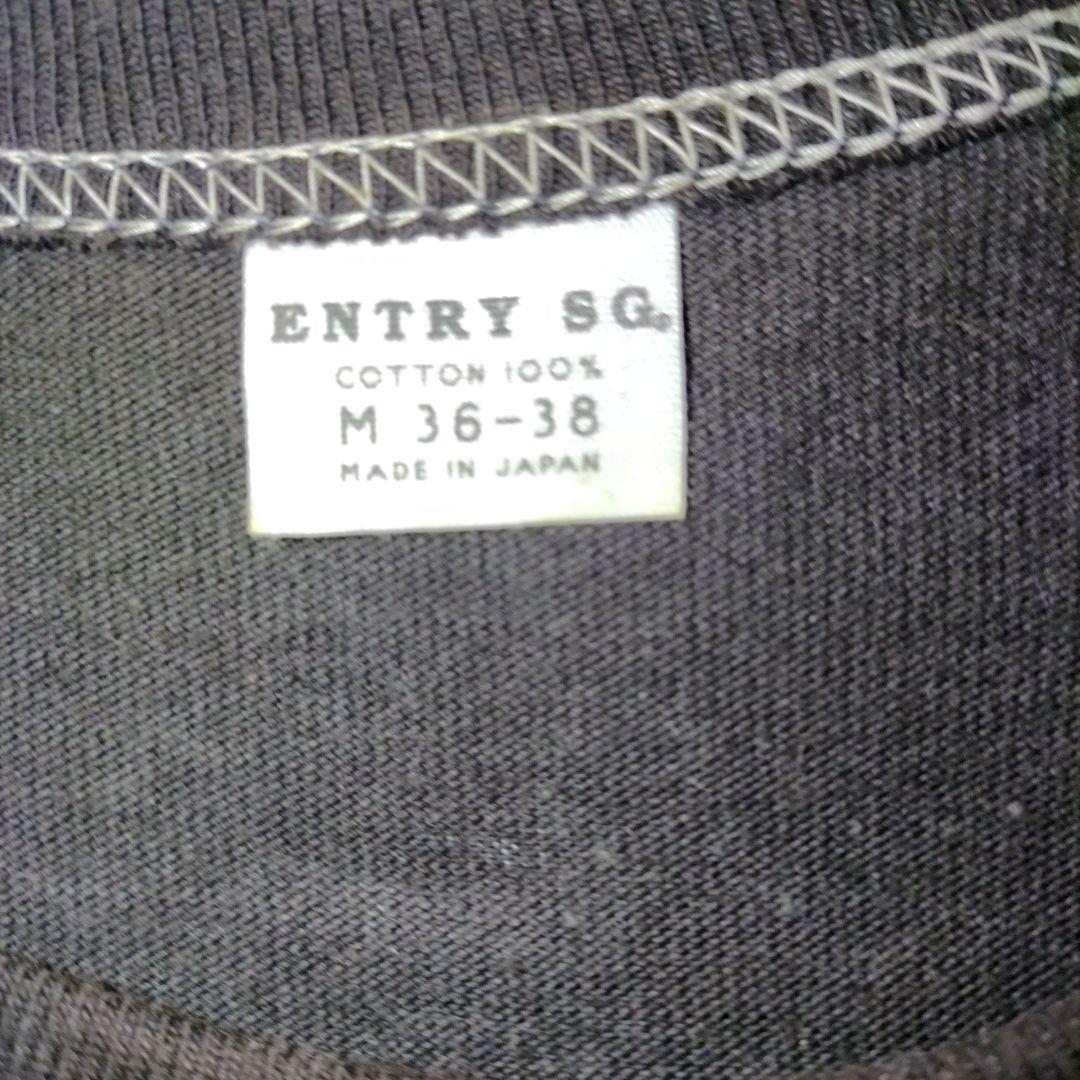 ENTRY SG.
COTTON 100%
M 36-38
MADE IN JAPAN